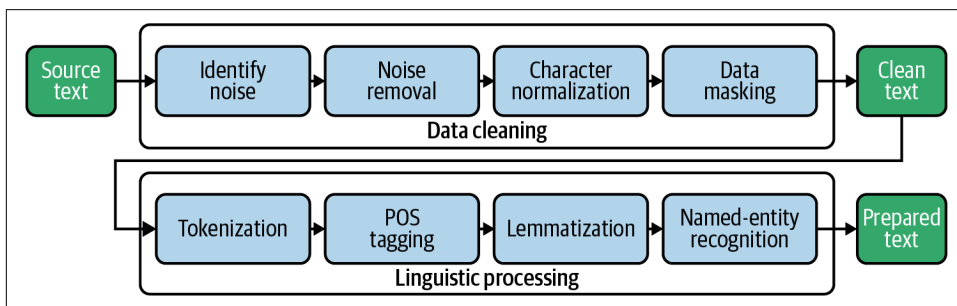 Source
text
Identify
noise
Noise
removal
Character
normalization
Data
masking
Clean
text
Data cleaning
Tokenization
POS
tagging
Lemmatization
Named-entity
recognition
Prepared
text
Linguistic processing